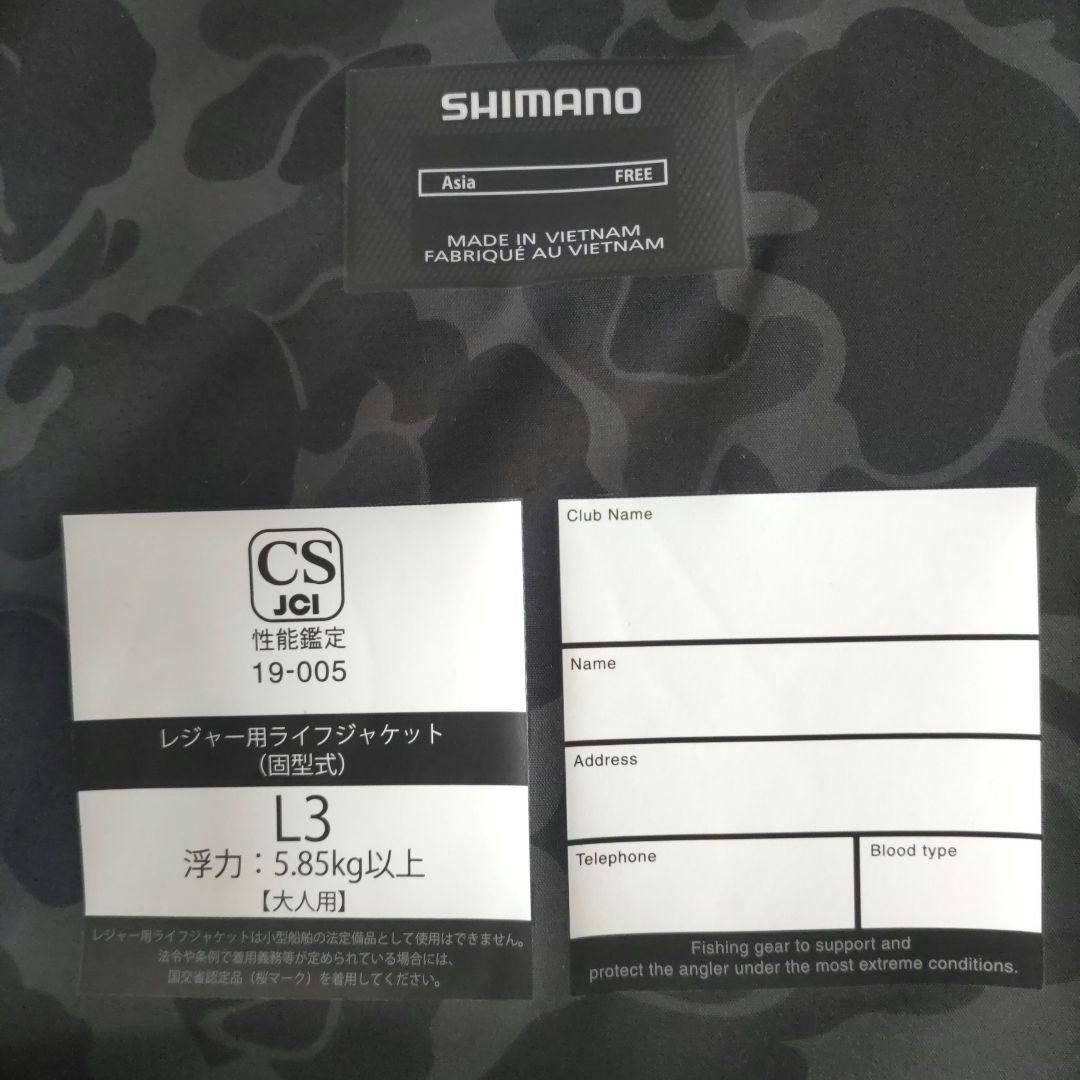 SHIMANO
Asia FREE
MADE IN VIETNAM
FABRIQUÉ AU VIETNAM
CS
JCI
性能鑑定
19-005
レジャー用ライフジャケット
(固型式)
L3
浮力：5.85kg以上
【大人用】
レジャー用ライフジャケットは小型船舶の法定備品として使用はできません。
法令や条例で着用義務等が定められている場合には、
国交省認定品（桜マーク）を着用してください。
Club Name
Name
Address
Telephone
Blood type
Fishing gear to support and
protect the angler under the most extreme conditions.